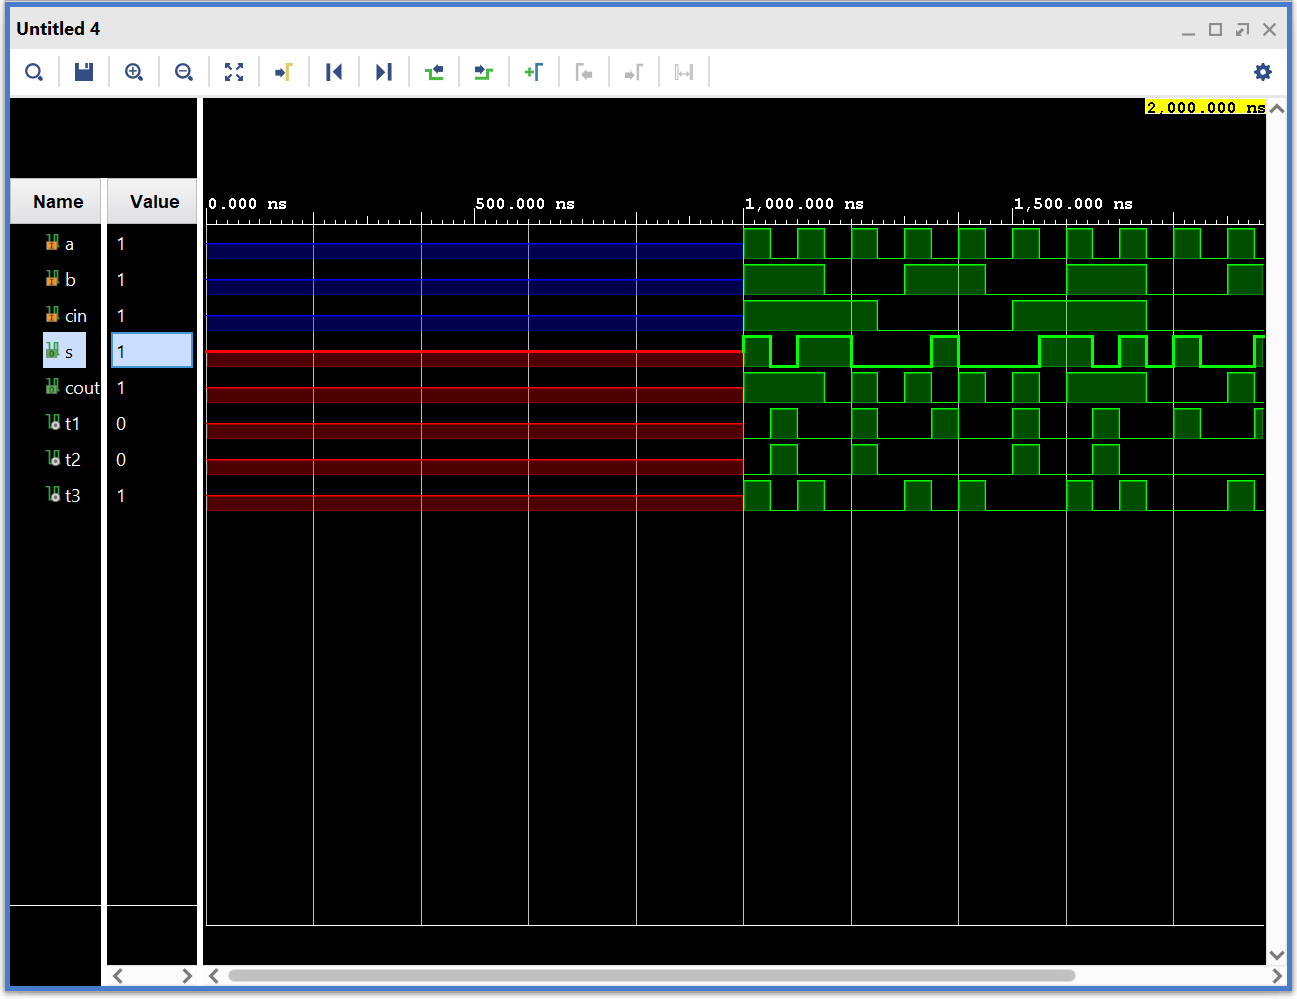 Untitled 4
2,000.000 ns
Name Value
0.000 ns 500.000 ns 1,000.000 ns 1,500.000 ns
a 1
b 1
cin 1
s 1
cout 1
t1 0
t2 0
t3 1